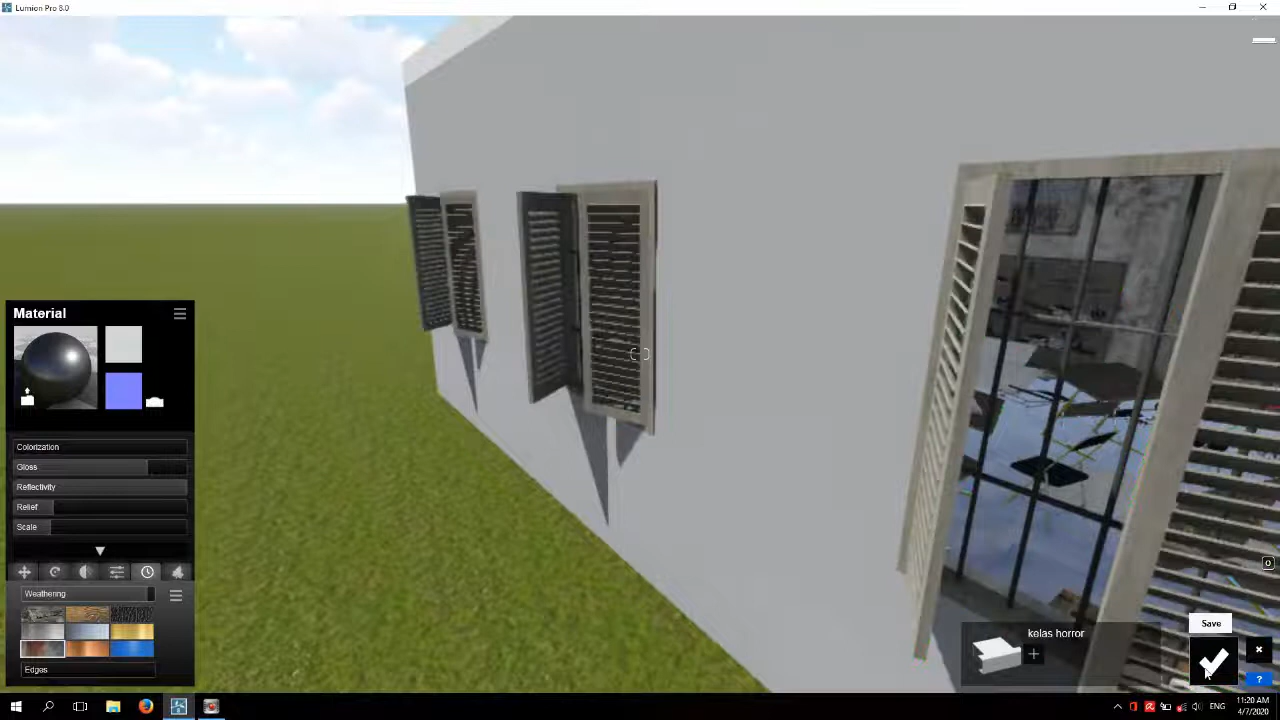 Lumion Pro 8.0
Material
Colorization
Gloss
Reflectivity
Relief
Scale
Weathering
Edges
kelas horror
+
Save
?
ENG
11:20 AM
4/7/2020